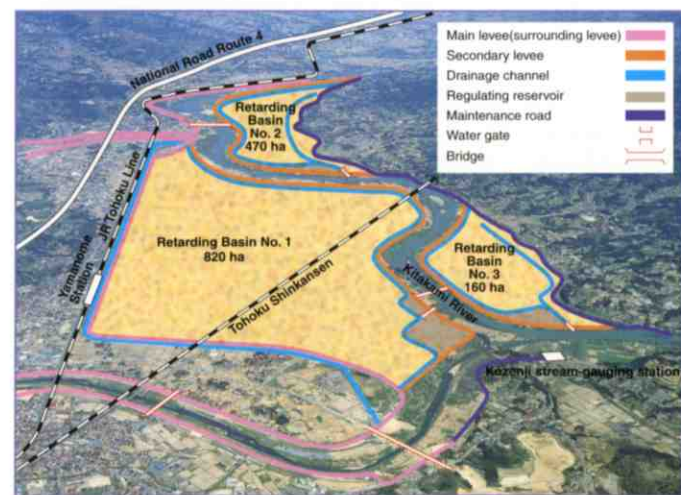 National Road Route 4
Main levee(surrounding levee)
Secondary levee
Drainage channel
Regulating reservoir
Maintenance road
Water gate
Bridge
Retarding
Basin
No. 2
470 ha
JR Tohoku Line
Yamanome
Station
Retarding Basin No. 1
820 ha
Tohoku Shinkansen
Kitakami River
Retarding
Basin
No. 3
160 ha
Kozenji stream-gauging station